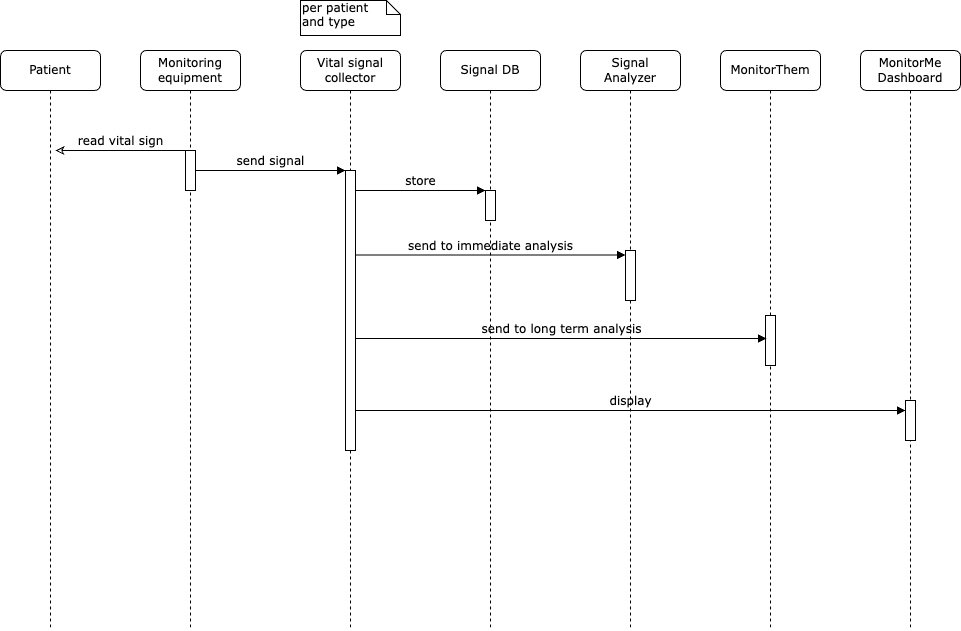 per patient
and type
Patient
Monitoring
equipment
Vital signal
collector
Signal DB
Signal
Analyzer
MonitorThem
MonitorMe
Dashboard
read vital sign
send signal
store
send to immediate analysis
send to long term analysis
display